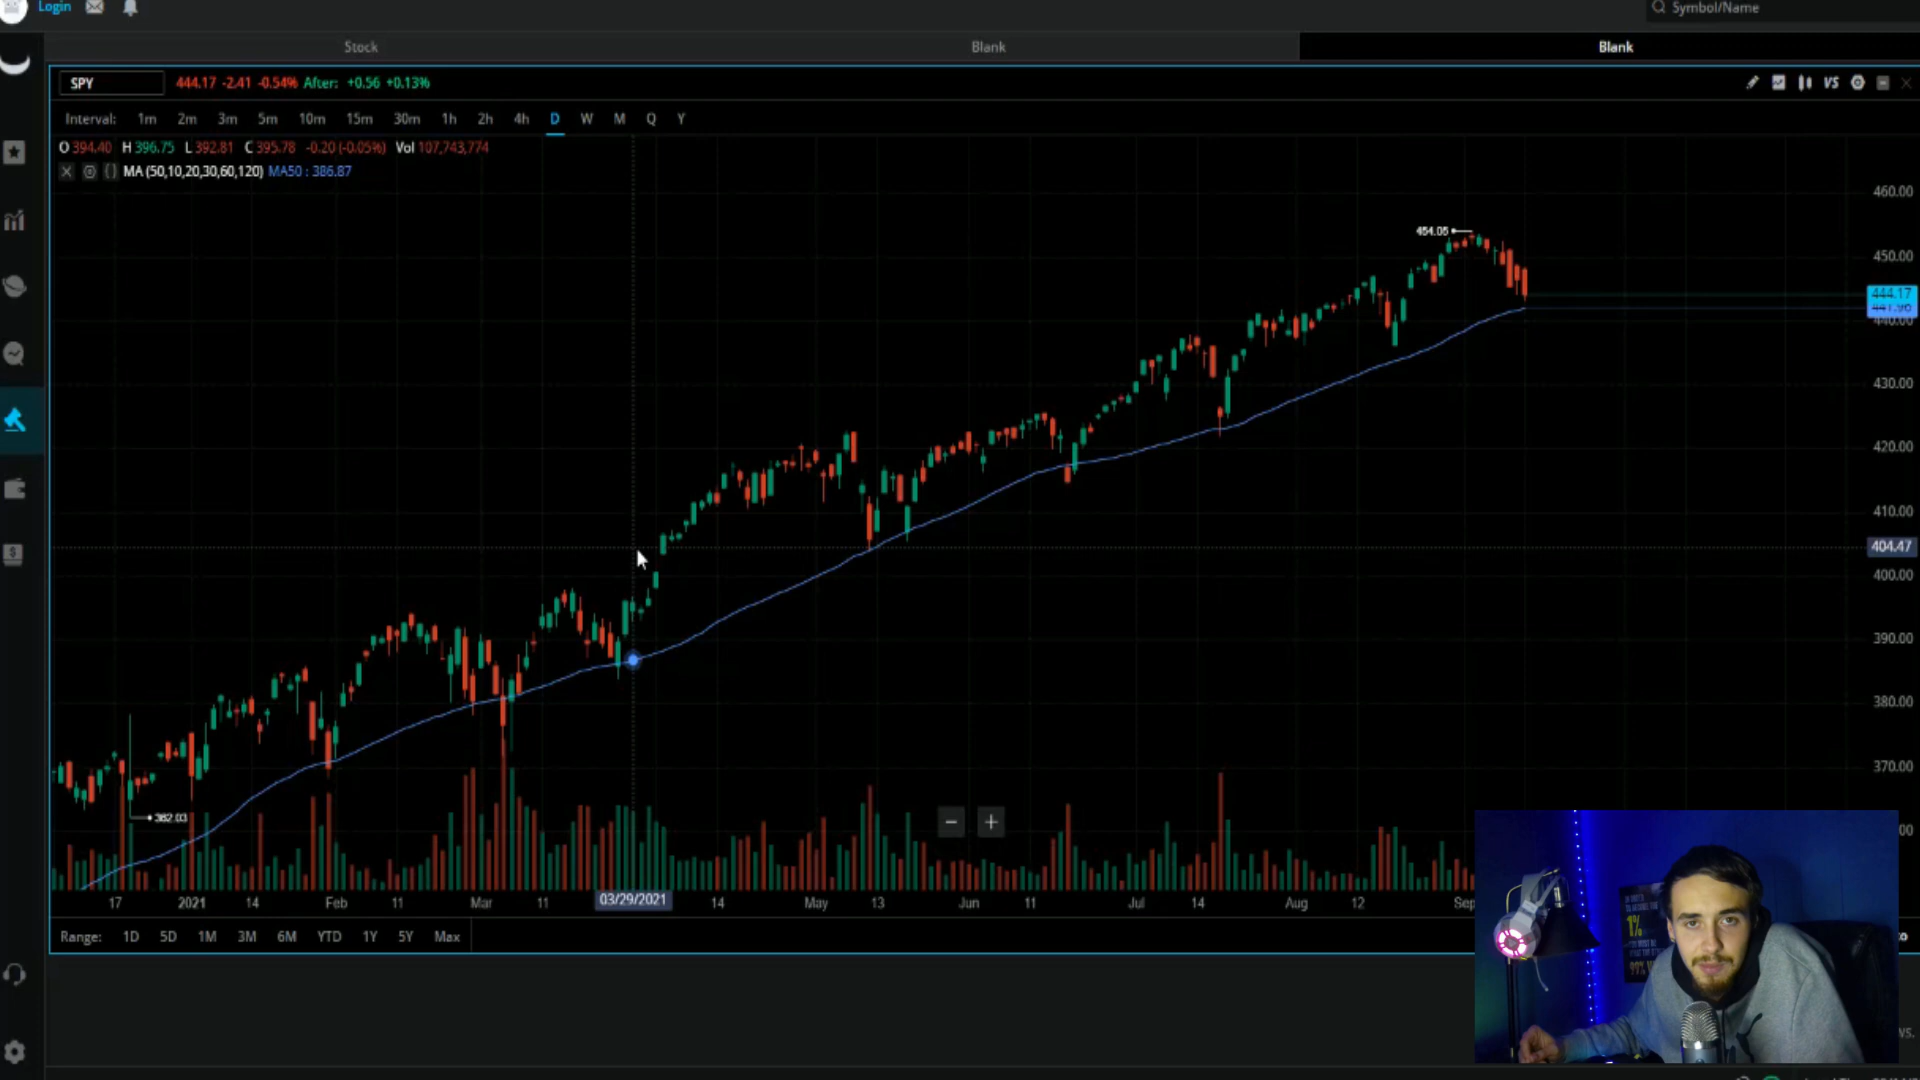 Login
Symbol/Name
Stock
Blank
Blank
SPY
444.17 -2.41 -0.54% After: +0.56 +0.13%
VS
Interval: 1m 2m 3m 5m 10m 15m 30m 1h 2h 4h D W M Q Y
O 394.40 H 396.75 L 392.81 C 395.78 -0.20 (-0.05%) Vol 107,743,774
MA (50,10,20,30,60,120) MA50 : 386.87
460.00
454.05
450.00
444.17
440.00
430.00
420.00
410.00
404.47
400.00
390.00
380.00
370.00
362.03
17 2021 14 Feb 11 Mar 11 03/29/2021 14 May 13 Jun 11 Jul 14 Aug 12 Sep
Range: 1D 5D 1M 3M 6M YTD 1Y 5Y Max
1%